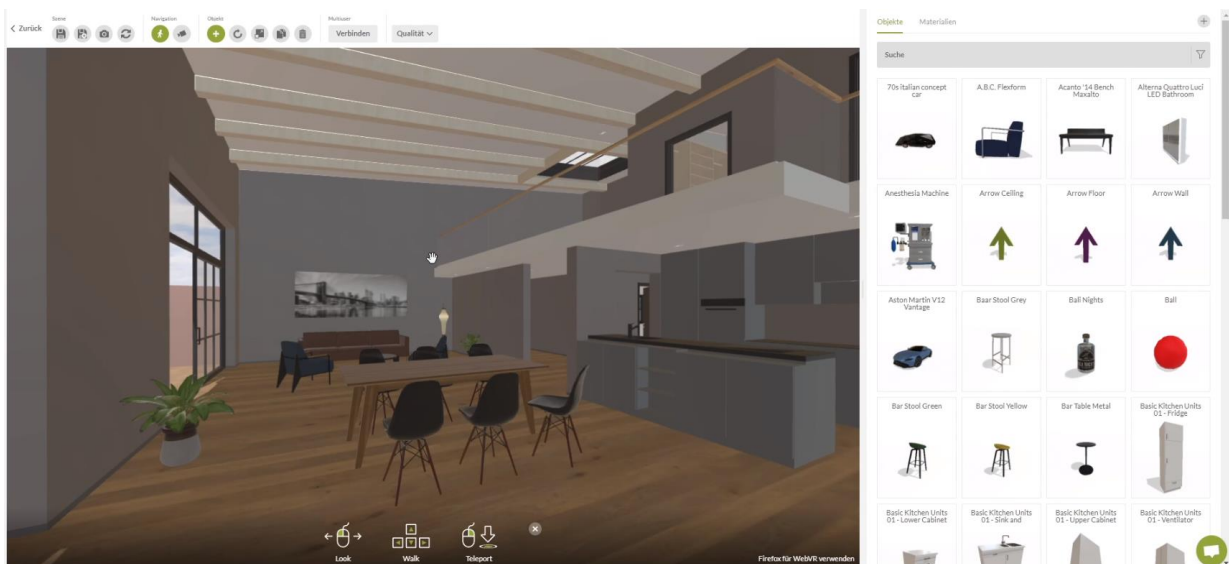 Zurück
Scene
Navigation
Objekt
Multiuser
Verbinden
Qualität
Look
Walk
Teleport
Firefox für WebVR verwenden
Objekte Materialien
Suche
70s italian concept
car
A.B.C. Flexform
Acanto '14 Bench
Maxalto
Alterna Quattro Luci
LED Bathroom
Anesthesia Machine
Arrow Ceiling
Arrow Floor
Arrow Wall
Aston Martin V12
Vantage
Baar Stool Grey
Bali Nights
Ball
Bar Stool Green
Bar Stool Yellow
Bar Table Metal
Basic Kitchen Units
01 - Fridge
Basic Kitchen Units
01 - Lower Cabinet
Basic Kitchen Units
01 - Sink and
Basic Kitchen Units
01 - Upper Cabinet
Basic Kitchen Units
01 - Ventilator